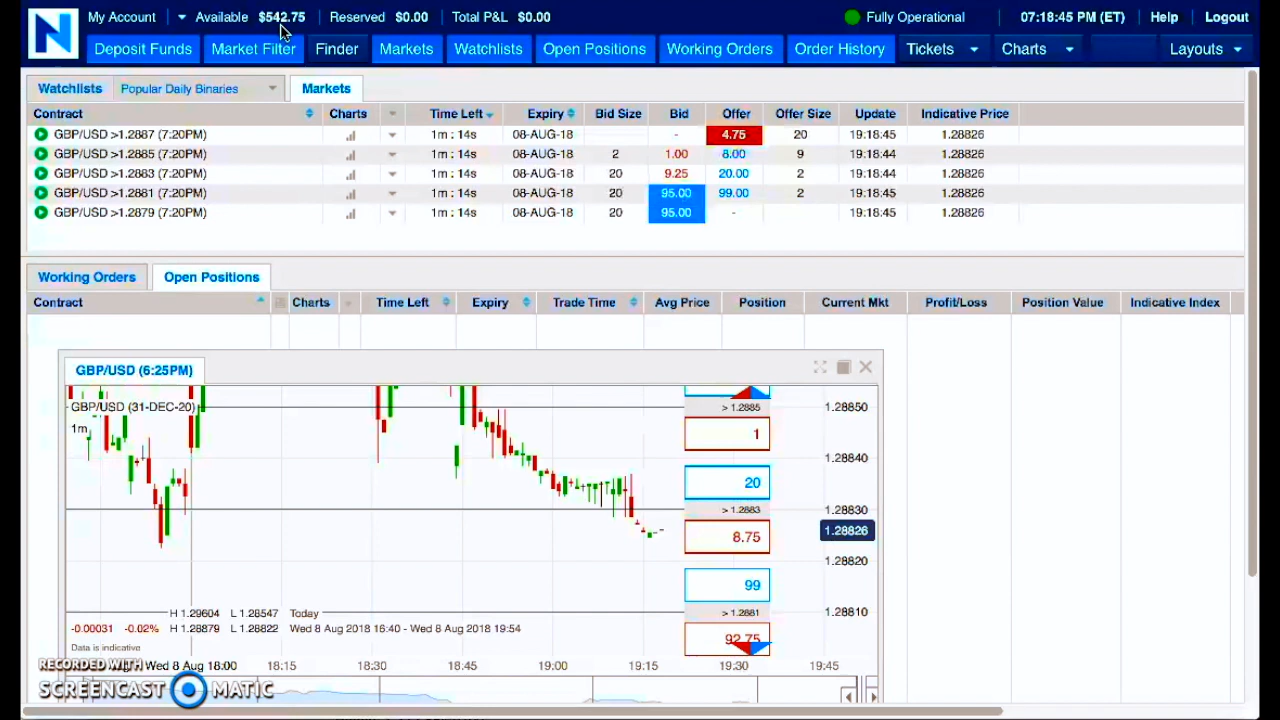 N My Account Available $542.75 Reserved $0.00 Total P&L $0.00 Fully Operational 07:18:45 PM (ET) Help Logout
Deposit Funds Market Filter Finder Markets Watchlists Open Positions Working Orders Order History Tickets Charts Layouts
Watchlists Popular Daily Binaries Markets
Contract Charts Time Left Expiry Bid Size Bid Offer Offer Size Update Indicative Price
GBP/USD >1.2887 (7:20PM) 1m : 14s 08-AUG-18 - 4.75 20 19:18:45 1.28826
GBP/USD >1.2885 (7:20PM) 1m : 14s 08-AUG-18 2 1.00 8.00 9 19:18:44 1.28826
GBP/USD >1.2883 (7:20PM) 1m : 14s 08-AUG-18 20 9.25 20.00 2 19:18:44 1.28826
GBP/USD >1.2881 (7:20PM) 1m : 14s 08-AUG-18 20 95.00 99.00 2 19:18:45 1.28826
GBP/USD >1.2879 (7:20PM) 1m : 14s 08-AUG-18 20 95.00 - 19:18:45 1.28826
Working Orders Open Positions
Contract Charts Time Left Expiry Trade Time Avg Price Position Current Mkt Profit/Loss Position Value Indicative Index
GBP/USD (6:25PM)
GBP/USD (31-DEC-20) > 1.2885 1.28850
1m 1
1.28840
20
> 1.2883 1.28830
8.75 1.28826
1.28820
99
H 1.29604 L 1.28547 Today > 1.2881 1.28810
-0.00031 -0.02% H 1.28879 L 1.28822 Wed 8 Aug 2018 16:40 - Wed 8 Aug 2018 19:54 92.75
Data is indicative
RECORDED WITH Wed 8 Aug 18:00 18:15 18:30 18:45 19:00 19:15 19:30 19:45
SCREENCAST MATIC